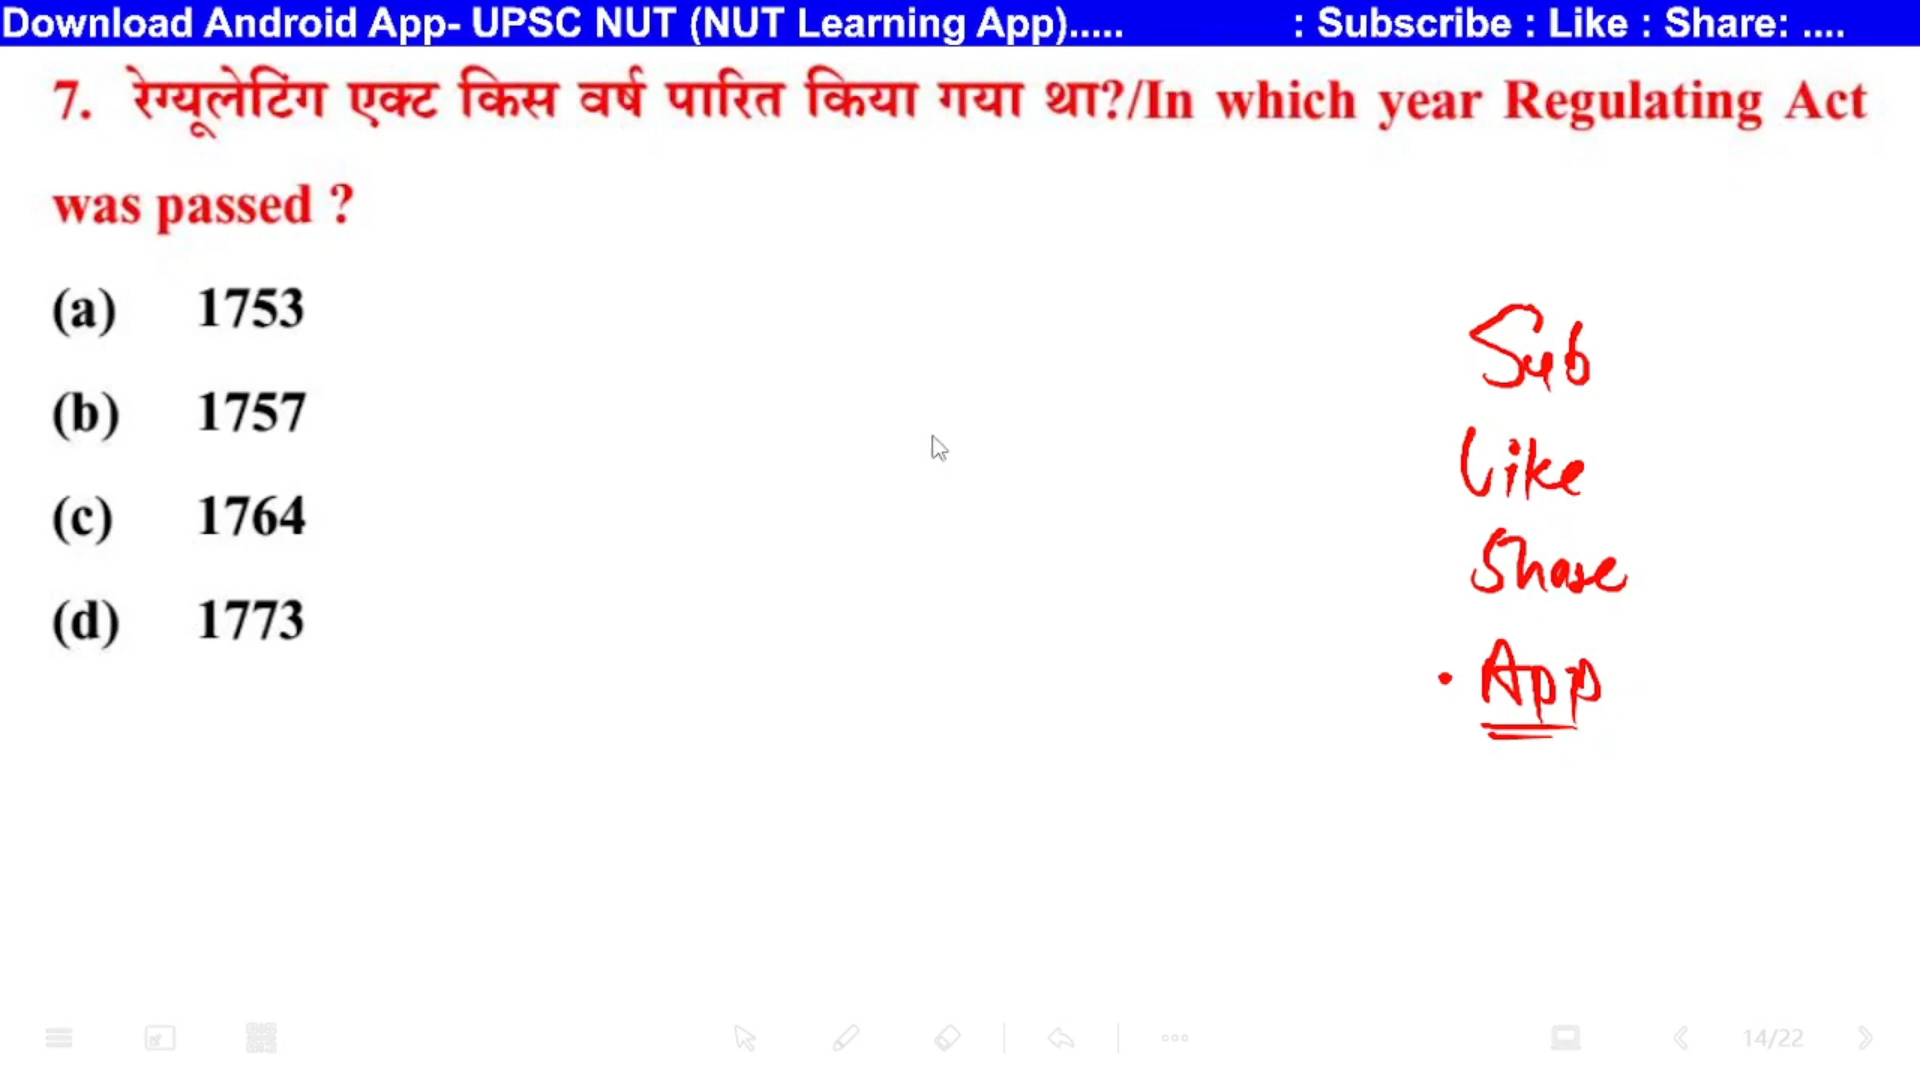 Download Android App- UPSC NUT (NUT Learning App)..... : Subscribe : Like : Share: ....
7. रेग्यूलेटिंग एक्ट किस वर्ष पारित किया गया था?/In which year Regulating Act
was passed ?
(a) 1753
(b) 1757
(c) 1764
(d) 1773
Sub
Like
Share
. App
14/22